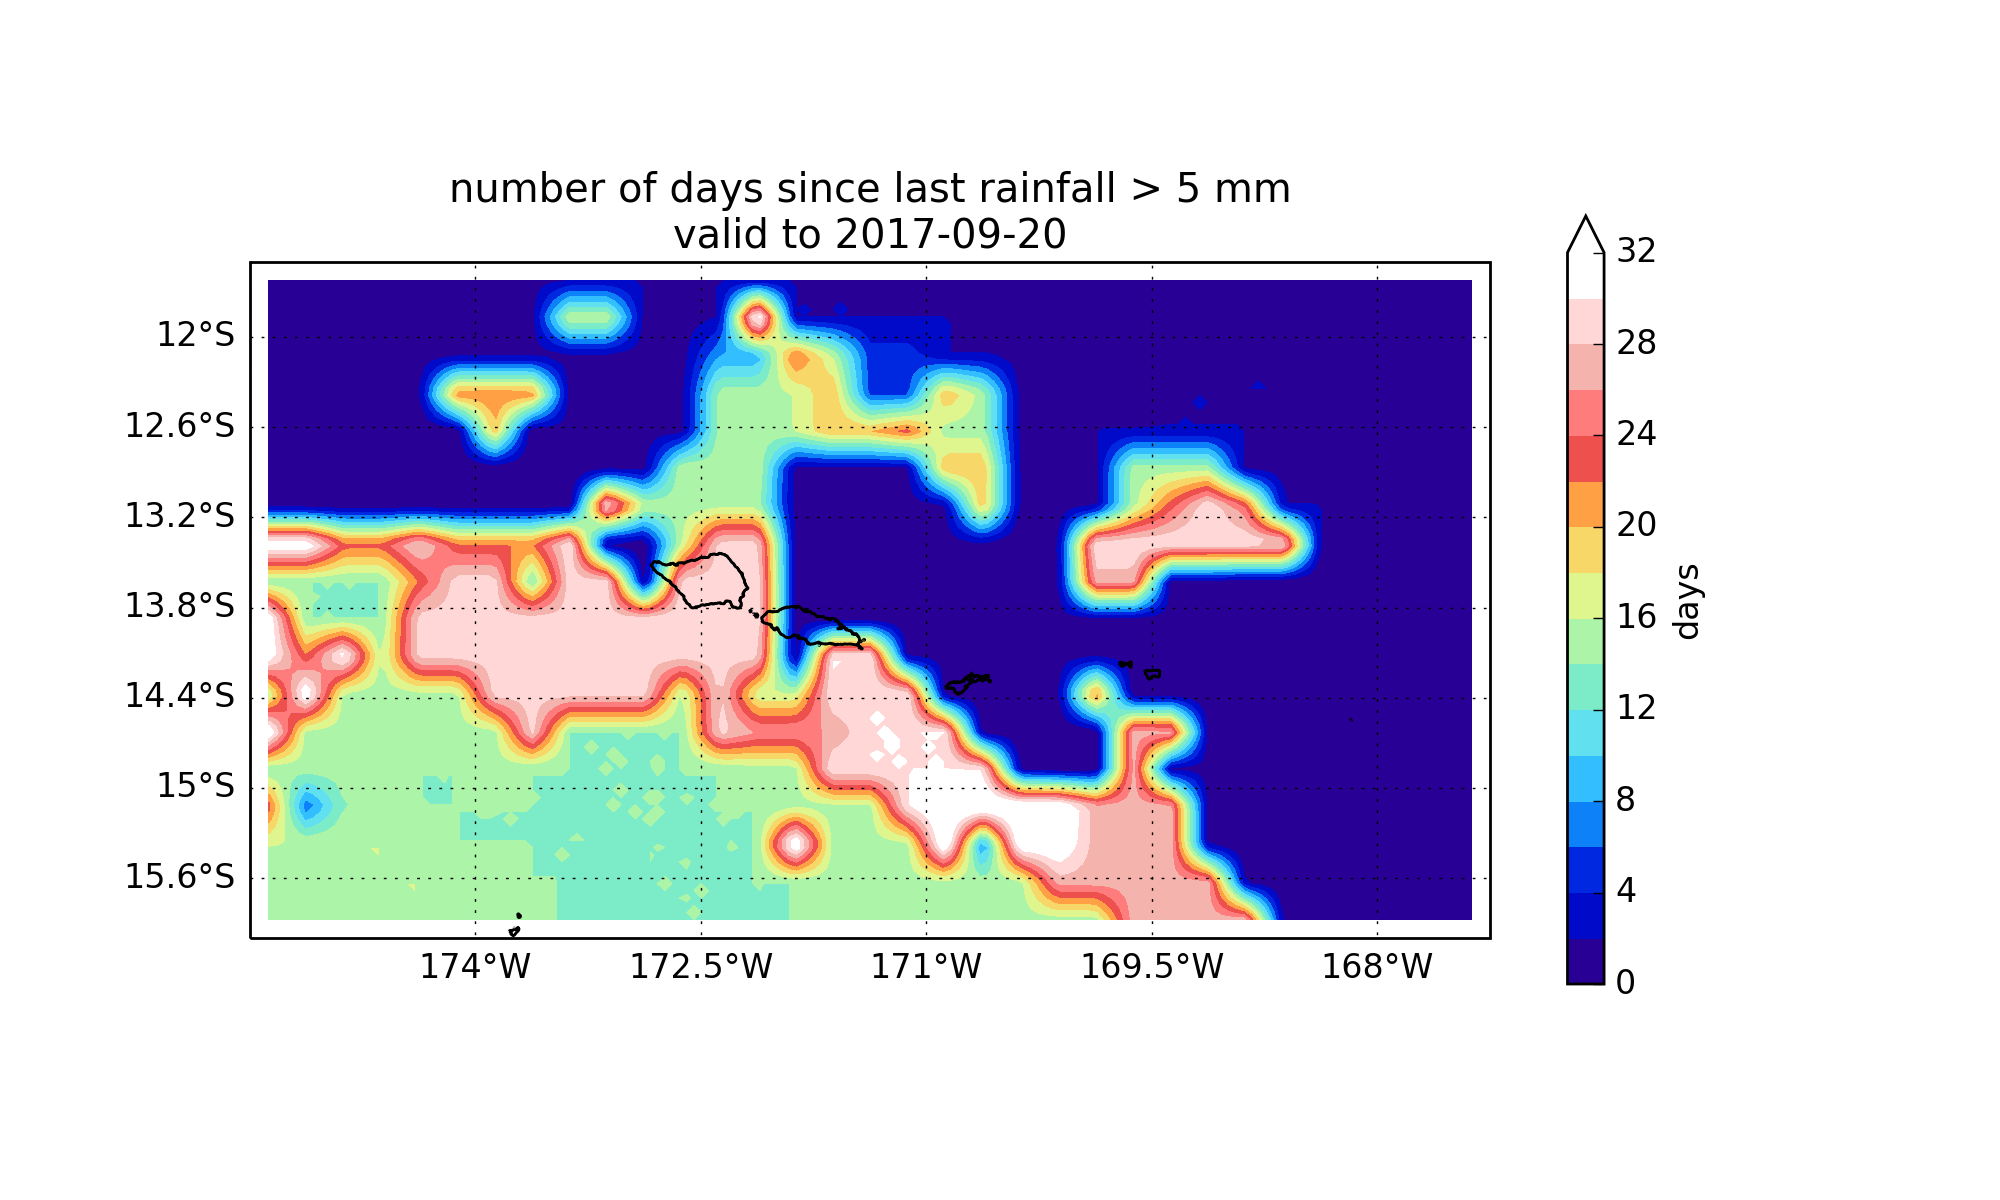 number of days since last rainfall > 5 mm
valid to 2017-09-20
12°S
12.6°S
13.2°S
13.8°S
14.4°S
15°S
15.6°S
174°W
172.5°W
171°W
169.5°W
168°W
32
28
24
20
16
12
8
4
0
days